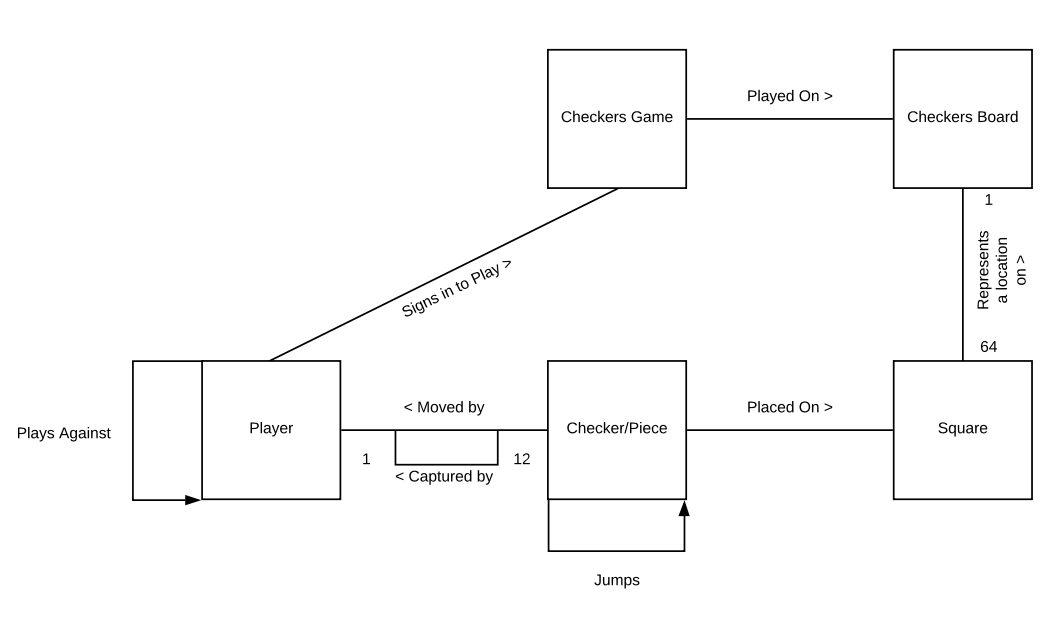 Checkers Game
Played On >
Checkers Board
1
Represents
a location
on >
64
Signs in to Play >
Plays Against
Player
< Moved by
1
12
< Captured by
Checker/Piece
Placed On >
Square
Jumps